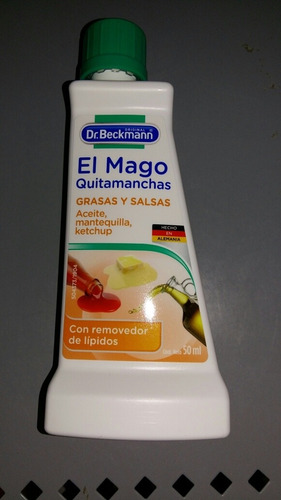 ORIGINAL
Dr.Beckmann
El Mago
Quitamanchas
GRASAS Y SALSAS
Aceite,
mantequilla,
ketchup
HECHO
EN
ALEMANIA
Con removedor
de lípidos
50 ml